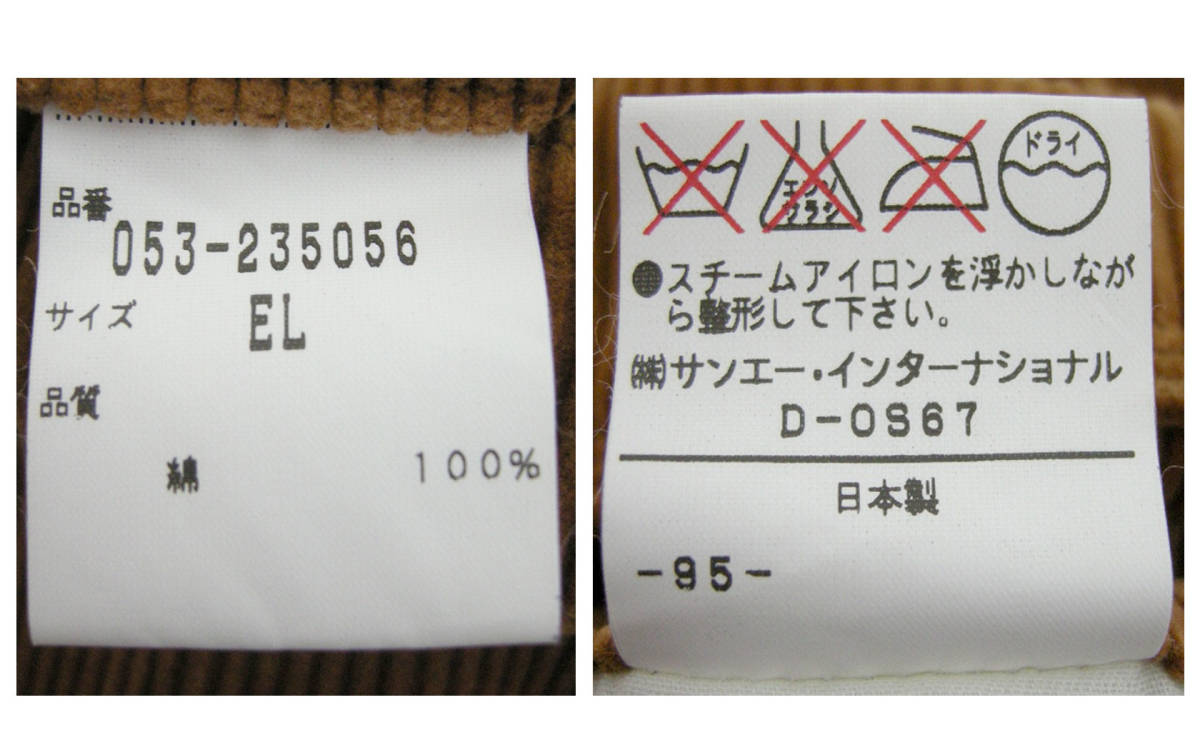 品番
053-235056
サイズ
EL
品質
綿 100%
エンソ
サラシ
ドライ
●スチームアイロンを浮かしなが
ら整形して下さい。
㈱サンエー・インターナショナル
D-OS67
日本製
-95-